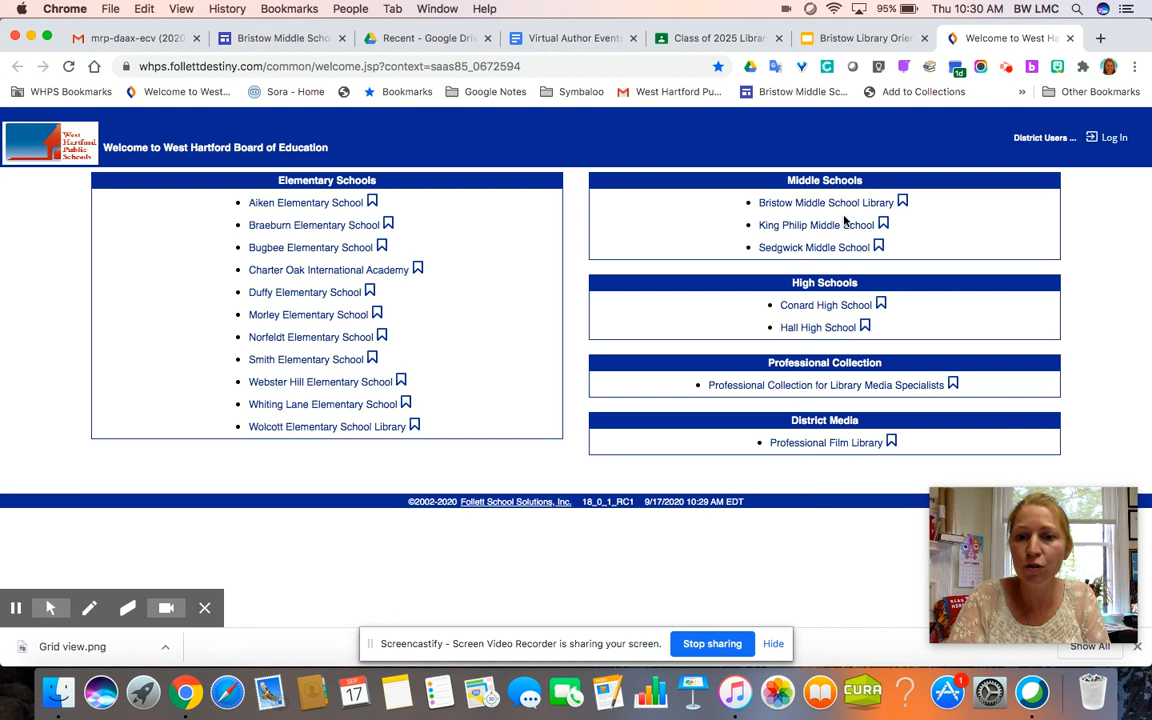 Chrome File Edit View History Bookmarks People Tab Window Help 95% Thu 10:30 AM BW LMC
mrp-daax-ecv (2020 Bristow Middle Scho Recent - Google Driv Virtual Author Events Class of 2025 Librar Bristow Library Orie Welcome to West Ha
whps.follettdestiny.com/common/welcome.jsp?context=saas85_0672594
WHPS Bookmarks Welcome to West... Sora - Home Bookmarks Google Notes Symbaloo West Hartford Pu... Bristow Middle Sc... Add to Collections » Other Bookmarks
West Hartford Public Schools
Welcome to West Hartford Board of Education
District Users ... Log In
Elementary Schools
Aiken Elementary School
Braeburn Elementary School
Bugbee Elementary School
Charter Oak International Academy
Duffy Elementary School
Morley Elementary School
Norfeldt Elementary School
Smith Elementary School
Webster Hill Elementary School
Whiting Lane Elementary School
Wolcott Elementary School Library
Middle Schools
Bristow Middle School Library
King Philip Middle School
Sedgwick Middle School
High Schools
Conard High School
Hall High School
Professional Collection
Professional Collection for Library Media Specialists
District Media
Professional Film Library
©2002-2020 Follett School Solutions, Inc. 18_0_1_RC1 9/17/2020 10:29 AM EDT
Grid view.png
Screencastify - Screen Video Recorder is sharing your screen. Stop sharing Hide
Show All
SEP 17
CURA
1